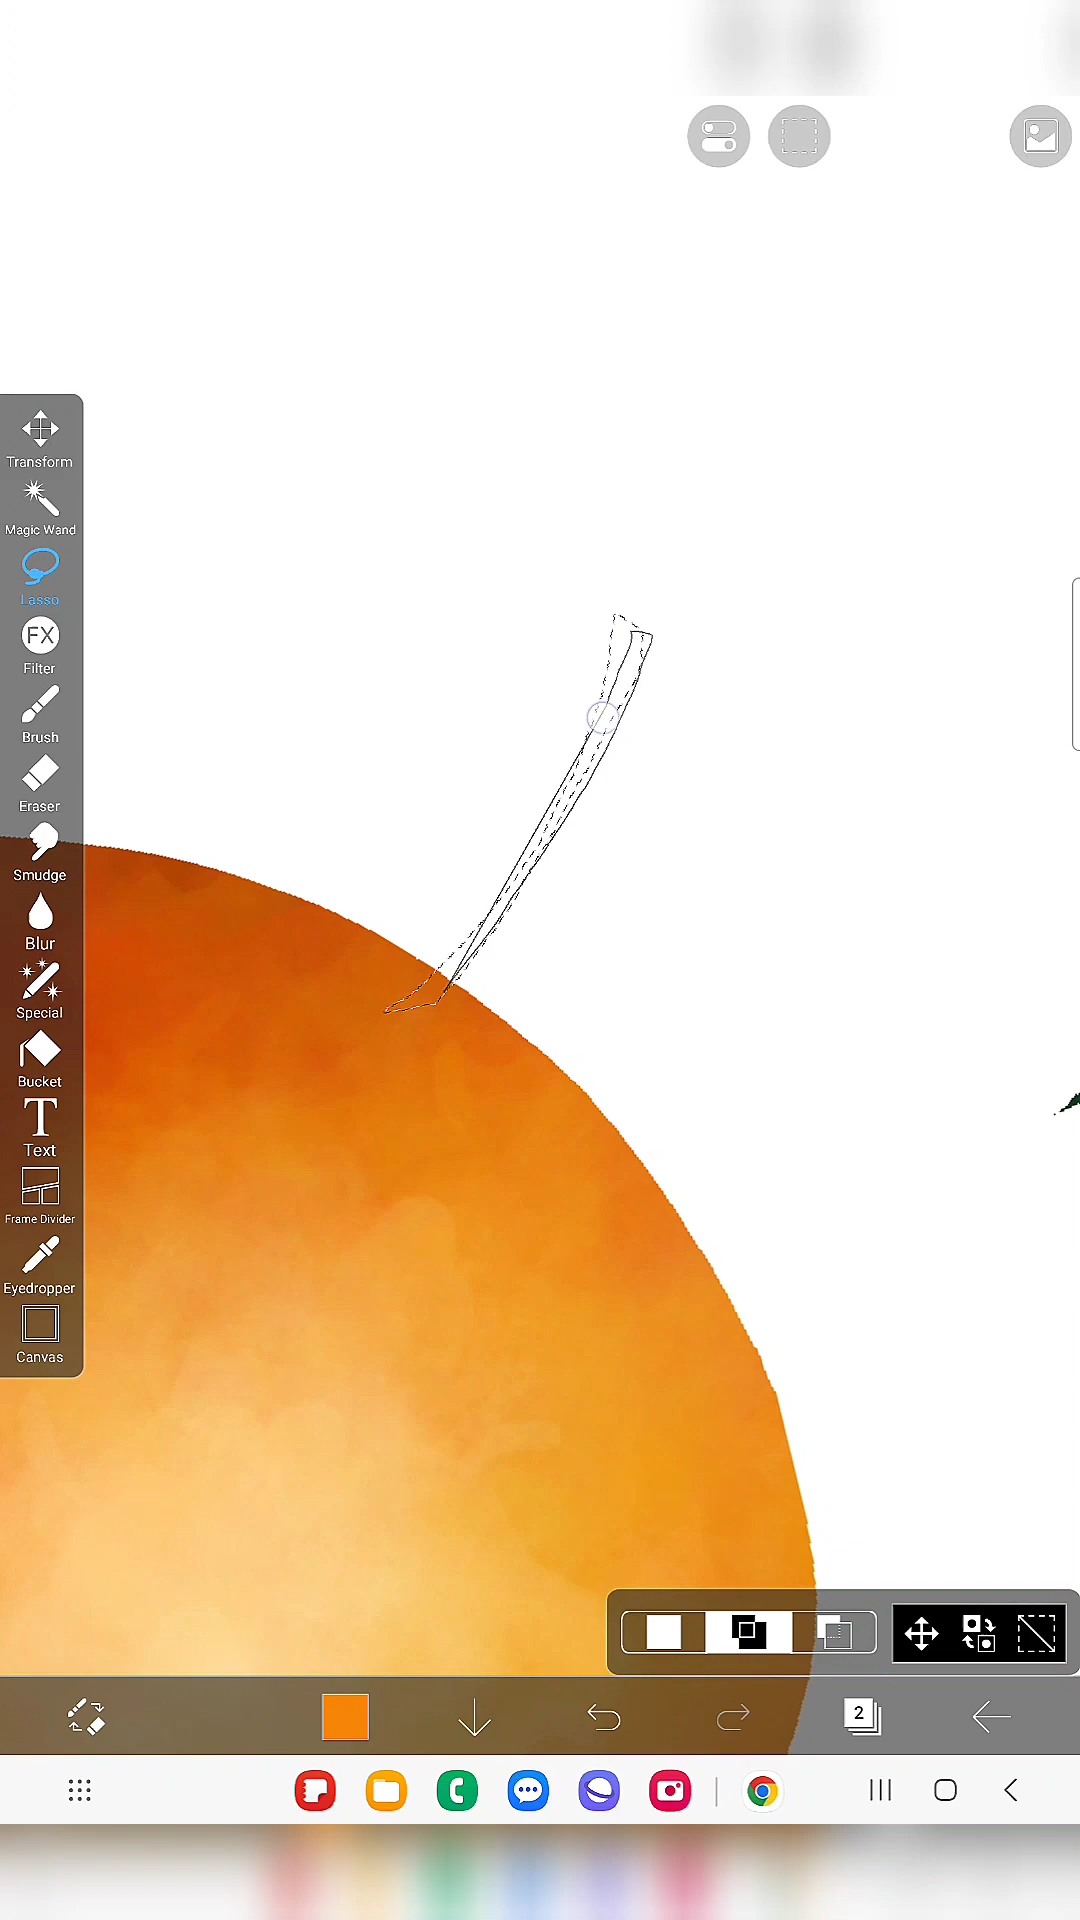 Transform
Magic Wand
Lasso
FX
Filter
Brush
Eraser
Smudge
Blur
Special
Bucket
T
Text
Frame Divider
Eyedropper
Canvas
2